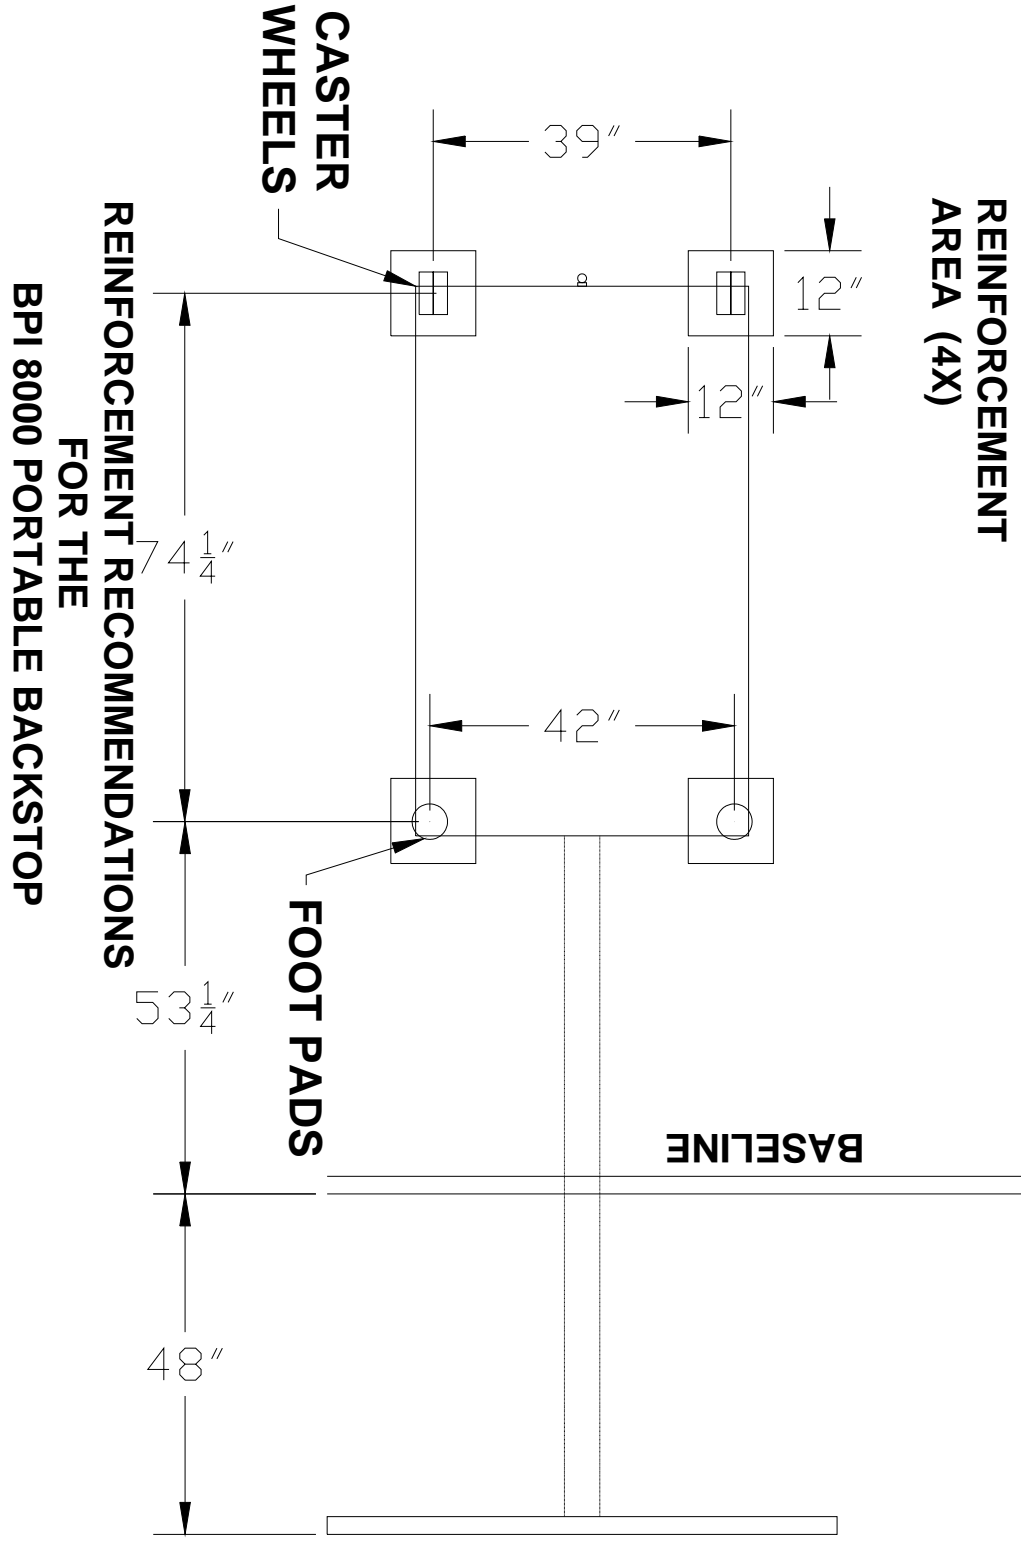 CASTER
WHEELS
39"
REINFORCEMENT
AREA (4X)
12"
12"
74 1/4"
42"
FOOT PADS
53 1/4"
BASELINE
48"
REINFORCEMENT RECOMMENDATIONS
FOR THE
BPI 8000 PORTABLE BACKSTOP